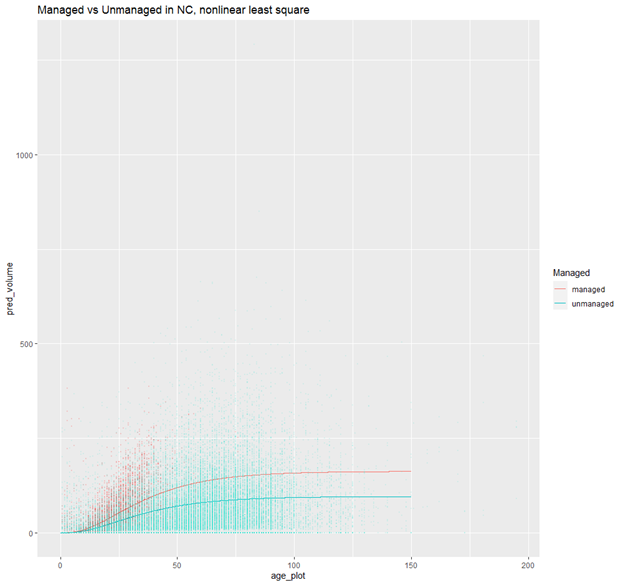 Managed vs Unmanaged in NC, nonlinear least square
1000
500
0
pred_volume
0 50 100 150 200
age_plot
Managed
managed
unmanaged